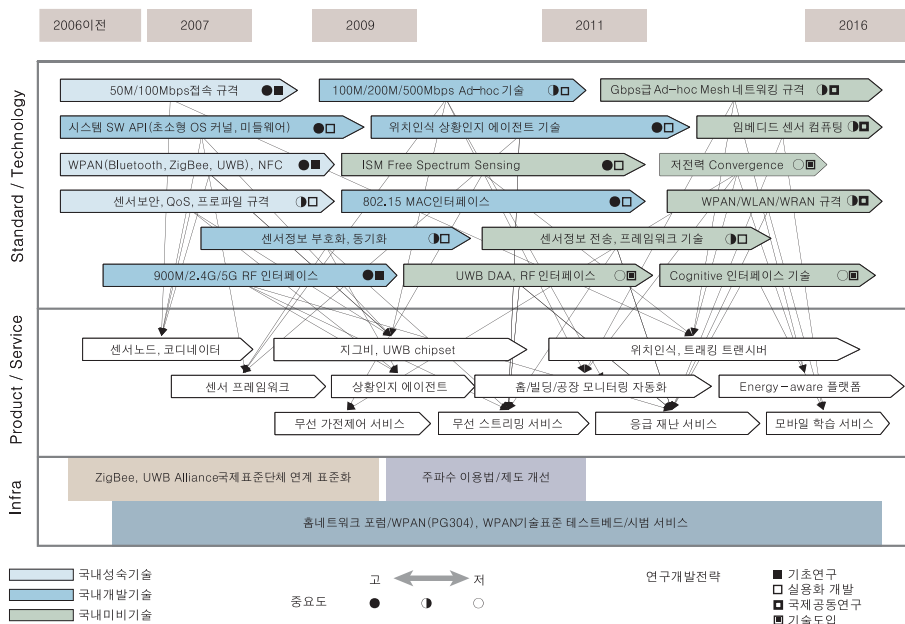 2006이전
2007
2009
2011
2016
Standard / Technology
50M/100Mbps접속 규격
100M/200M/500Mbps Ad-hoc 기술
Gbps급 Ad-hoc Mesh 네트워킹 규격
시스템 SW API(초소형 OS 커널, 미들웨어)
위치인식 상황인지 에이전트 기술
임베디드 센서 컴퓨팅
WPAN(Bluetooth, ZigBee, UWB), NFC
ISM Free Spectrum Sensing
저전력 Convergence
센서보안, QoS, 프로파일 규격
802.15 MAC인터페이스
WPAN/WLAN/WRAN 규격
센서정보 부호화, 동기화
센서정보 전송, 프레임워크 기술
900M/2.4G/5G RF 인터페이스
UWB DAA, RF 인터페이스
Cognitive 인터페이스 기술
Product / Service
센서노드, 코디네이터
지그비, UWB chipset
위치인식, 트래킹 트랜시버
센서 프레임워크
상황인지 에이전트
홈/빌딩/공장 모니터링 자동화
Energy-aware 플랫폼
무선 가전제어 서비스
무선 스트리밍 서비스
응급 재난 서비스
모바일 학습 서비스
Infra
ZigBee, UWB Alliance국제표준단체 연계 표준화
주파수 이용법/제도 개선
홈네트워크 포럼/WPAN(PG304), WPAN기술표준 테스트베드/시범 서비스
국내성숙기술
국내개발기술
국내미비기술
고
저
중요도
연구개발전략
기초연구
실용화 개발
국제공동연구
기술도입